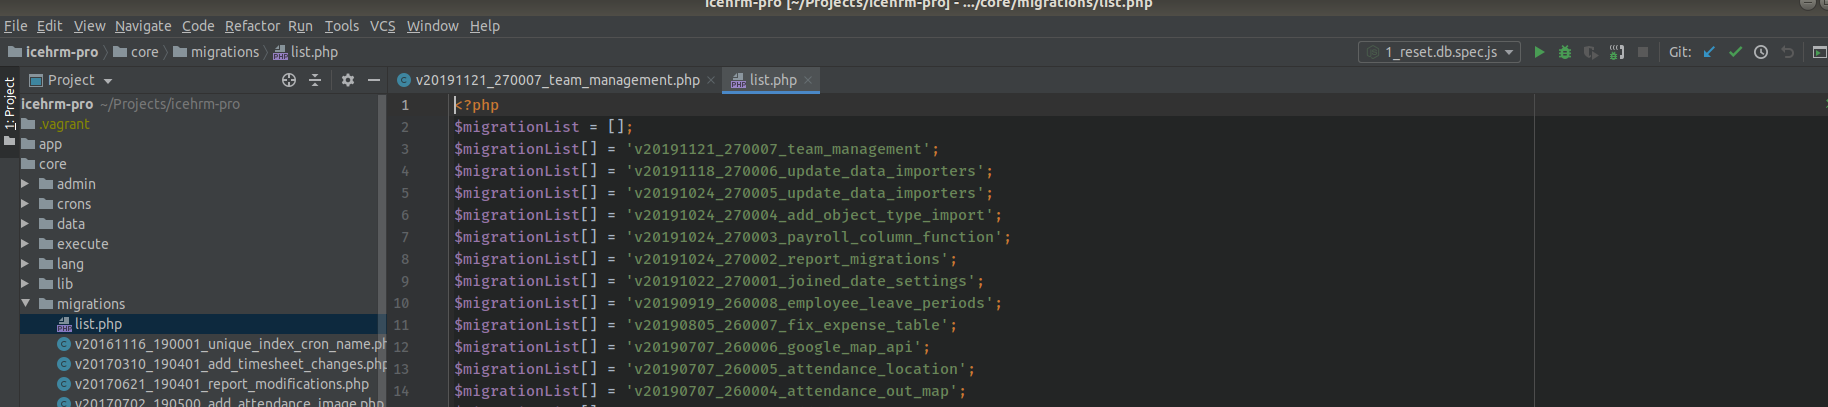 icehrm-pro [~/Projects/icehrm-pro] - .../core/migrations/list.php
File Edit View Navigate Code Refactor Run Tools VCS Window Help
icehrm-pro core migrations list.php 1_reset.db.spec.js Git:
1: Project
Project
v20191121_270007_team_management.php list.php
icehrm-pro ~/Projects/icehrm-pro
.vagrant
app
core
admin
crons
data
execute
lang
lib
migrations
list.php
v20161116_190001_unique_index_cron_name.ph
v20170310_190401_add_timesheet_changes.php
v20170621_190401_report_modifications.php
v20170702_190500_add_attendance_image.php
1 <?php
2 $migrationList = [];
3 $migrationList[] = 'v20191121_270007_team_management';
4 $migrationList[] = 'v20191118_270006_update_data_importers';
5 $migrationList[] = 'v20191024_270005_update_data_importers';
6 $migrationList[] = 'v20191024_270004_add_object_type_import';
7 $migrationList[] = 'v20191024_270003_payroll_column_function';
8 $migrationList[] = 'v20191024_270002_report_migrations';
9 $migrationList[] = 'v20191022_270001_joined_date_settings';
10 $migrationList[] = 'v20190919_260008_employee_leave_periods';
11 $migrationList[] = 'v20190805_260007_fix_expense_table';
12 $migrationList[] = 'v20190707_260006_google_map_api';
13 $migrationList[] = 'v20190707_260005_attendance_location';
14 $migrationList[] = 'v20190707_260004_attendance_out_map';